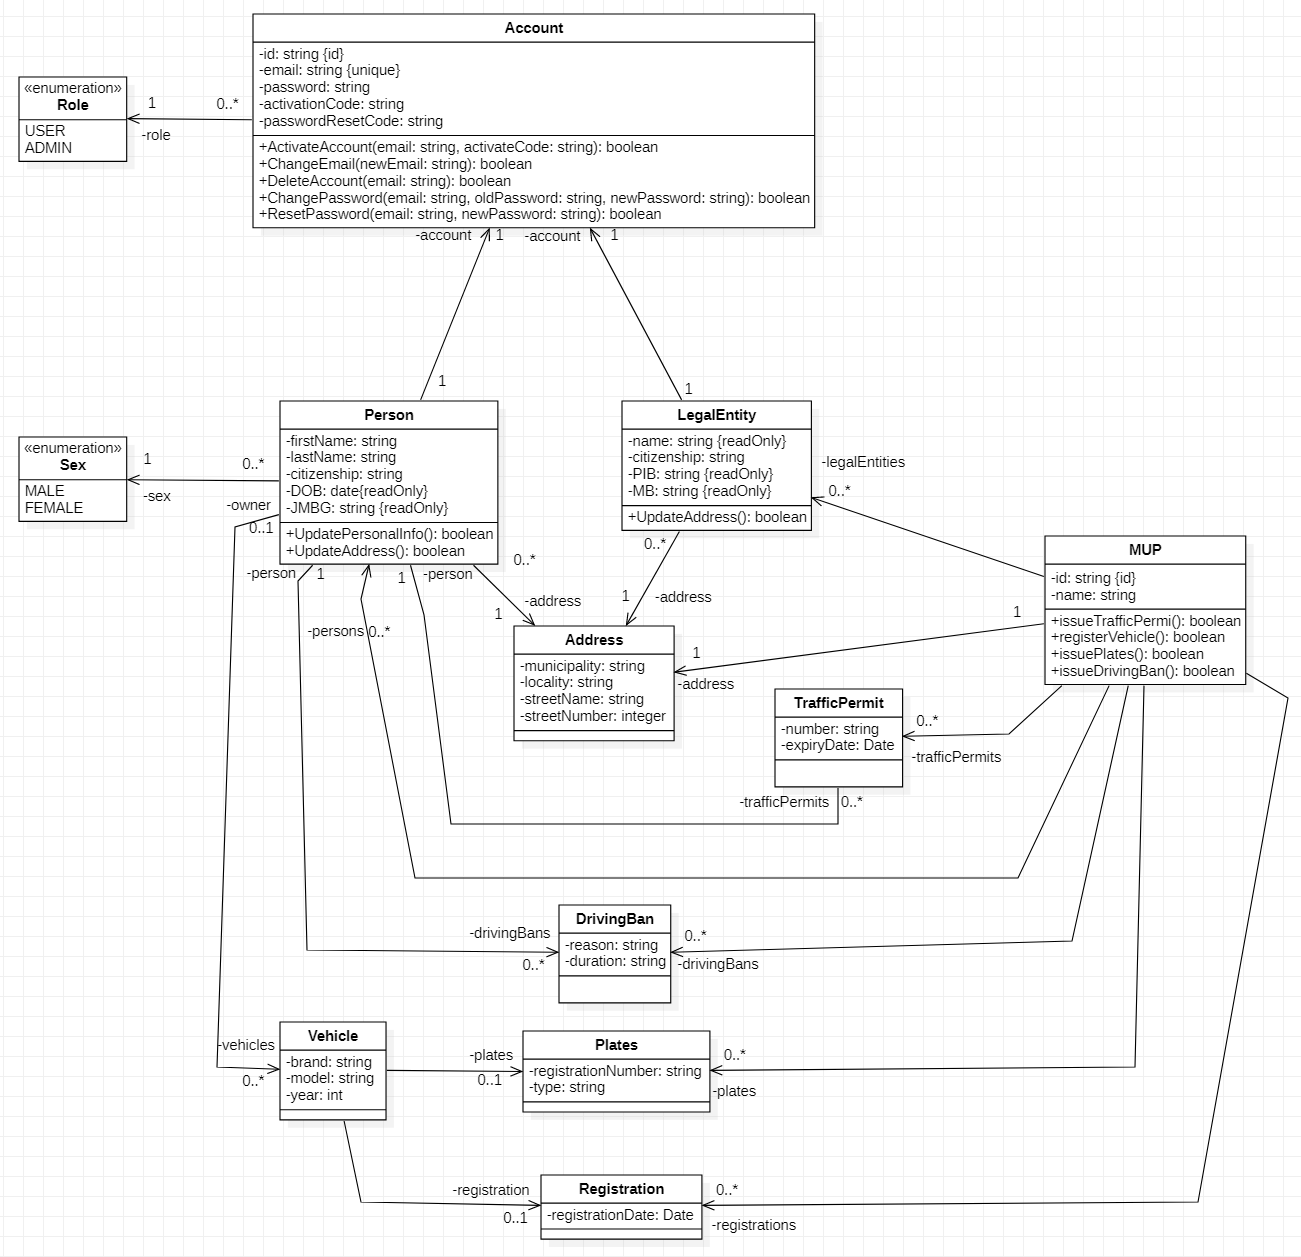 Account
-id: string {id}
-email: string {unique}
-password: string
-activationCode: string
-passwordResetCode: string
+ActivateAccount(email: string, activateCode: string): boolean
+ChangeEmail(newEmail: string): boolean
+DeleteAccount(email: string): boolean
+ChangePassword(email: string, oldPassword: string, newPassword: string): boolean
+ResetPassword(email: string, newPassword: string): boolean
«enumeration»
Role
USER
ADMIN
1
0..*
-role
-account
1
-account
1
1
1
Person
-firstName: string
-lastName: string
-citizenship: string
-DOB: date{readOnly}
-JMBG: string {readOnly}
+UpdatePersonalInfo(): boolean
+UpdateAddress(): boolean
LegalEntity
-name: string {readOnly}
-citizenship: string
-PIB: string {readOnly}
-MB: string {readOnly}
+UpdateAddress(): boolean
«enumeration»
Sex
MALE
FEMALE
1
0..*
-sex
-owner
0..1
-legalEntities
0..*
MUP
-id: string {id}
-name: string
+issueTrafficPermi(): boolean
+registerVehicle(): boolean
+issuePlates(): boolean
+issueDrivingBan(): boolean
-person
1
1
-person
0..*
0..*
-address
1
1
-address
-persons
0..*
Address
-municipality: string
-locality: string
-streetName: string
-streetNumber: integer
1
1
-address
TrafficPermit
-number: string
-expiryDate: Date
0..*
-trafficPermits
-trafficPermits
0..*
DrivingBan
-reason: string
-duration: string
-drivingBans
0..*
0..*
-drivingBans
Vehicle
-brand: string
-model: string
-year: int
-vehicles
0..*
-plates
0..1
Plates
-registrationNumber: string
-type: string
0..*
-plates
-registration
0..1
Registration
-registrationDate: Date
0..*
-registrations